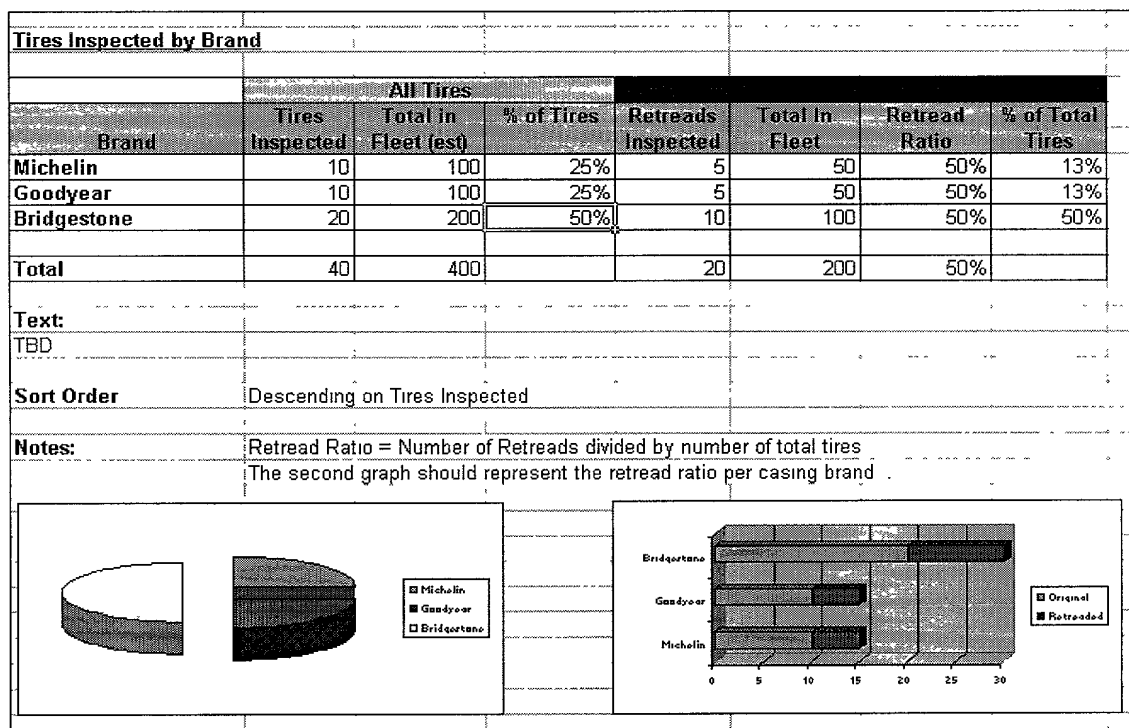 Tires Inspected by Brand
All Tires
Brand Tires Inspected Total In Fleet (est) % of Tires Retreads Inspected Total In Fleet Retread Ratio % of Total Tires
Michelin 10 100 25% 5 50 50% 13%
Goodyear 10 100 25% 5 50 50% 13%
Bridgestone 20 200 50% 10 100 50% 50%
Total 40 400 20 200 50%
Text:
TBD
Sort Order Descending on Tires Inspected
Notes: Retread Ratio = Number of Retreads divided by number of total tires
The second graph should represent the retread ratio per casing brand .
Michelin
Goodyear
Bridgestone
Bridgestone
Goodyear
Michelin
0 5 10 15 20 25 30
Original
Retreaded